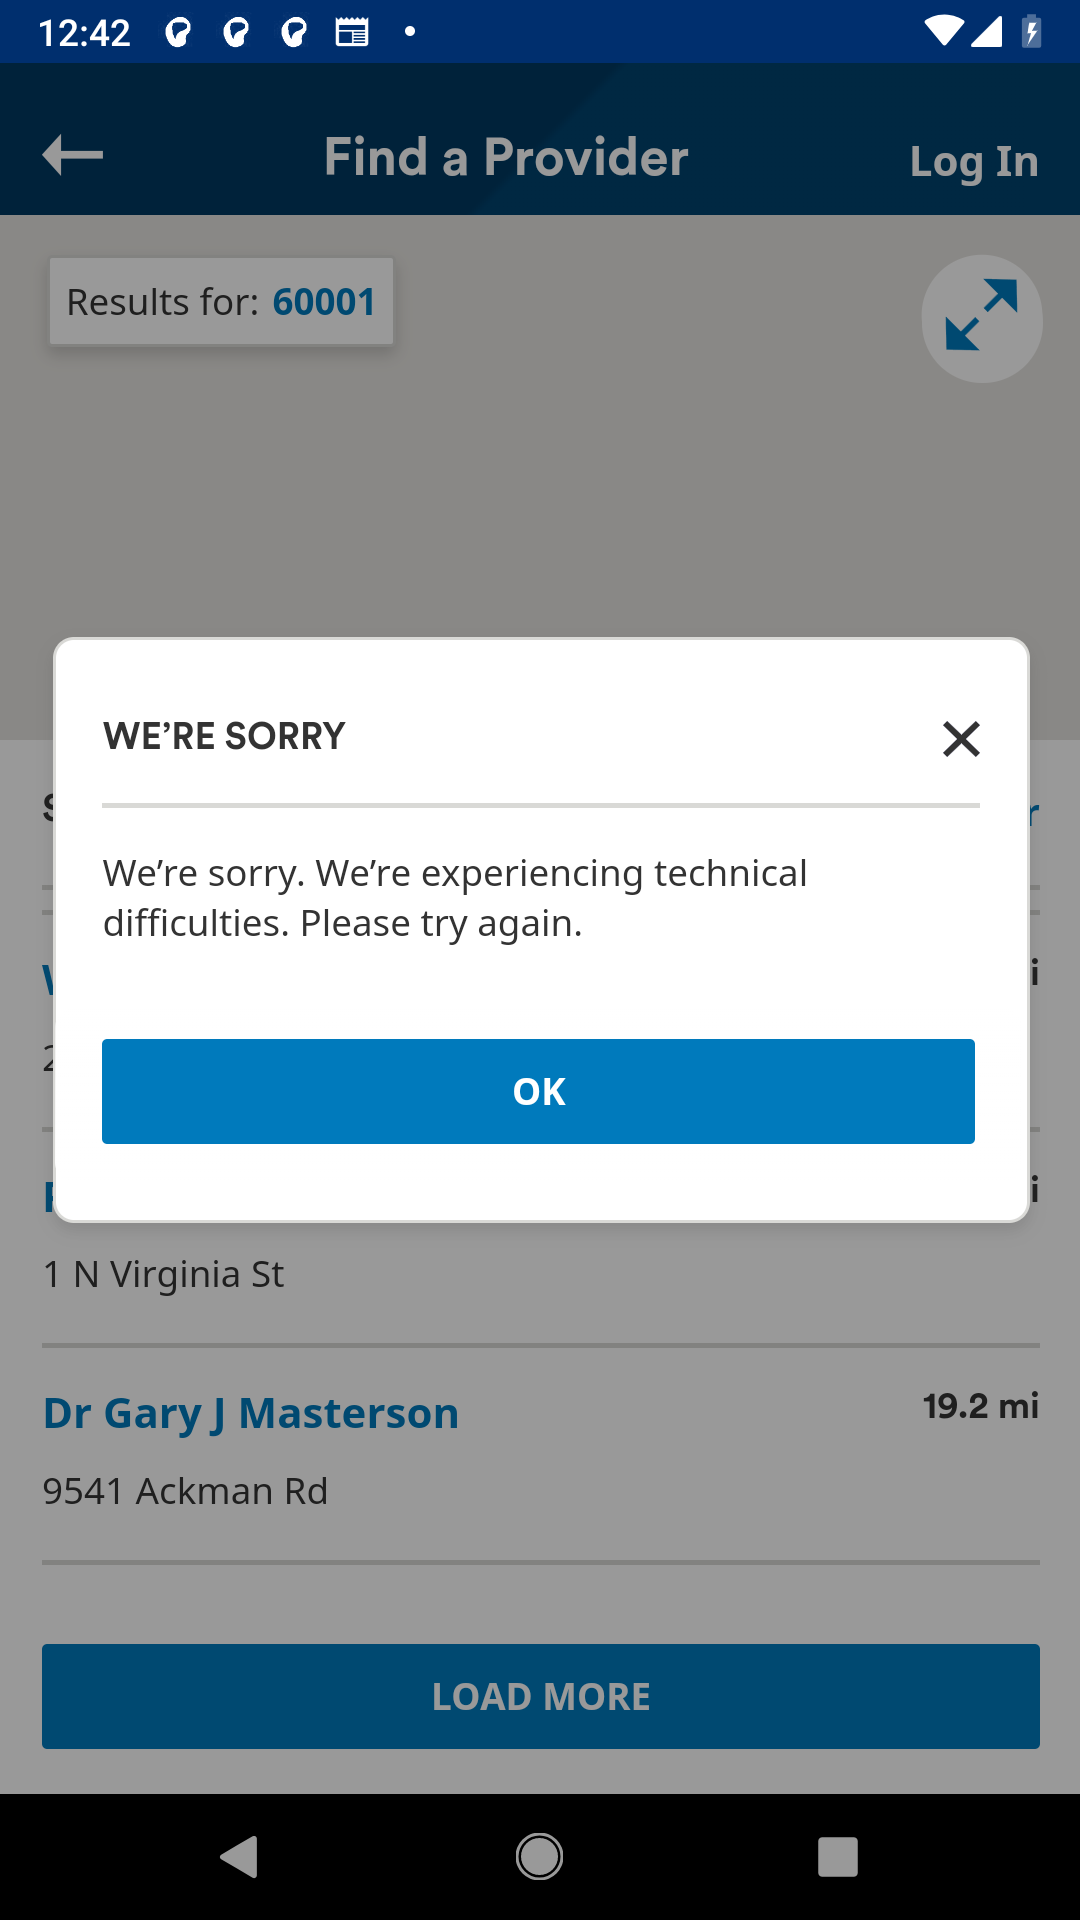 12:42
Find a Provider
Log In
Results for: 60001
WE’RE SORRY
We’re sorry. We’re experiencing technical
difficulties. Please try again.
OK
1 N Virginia St
Dr Gary J Masterson
19.2 mi
9541 Ackman Rd
LOAD MORE